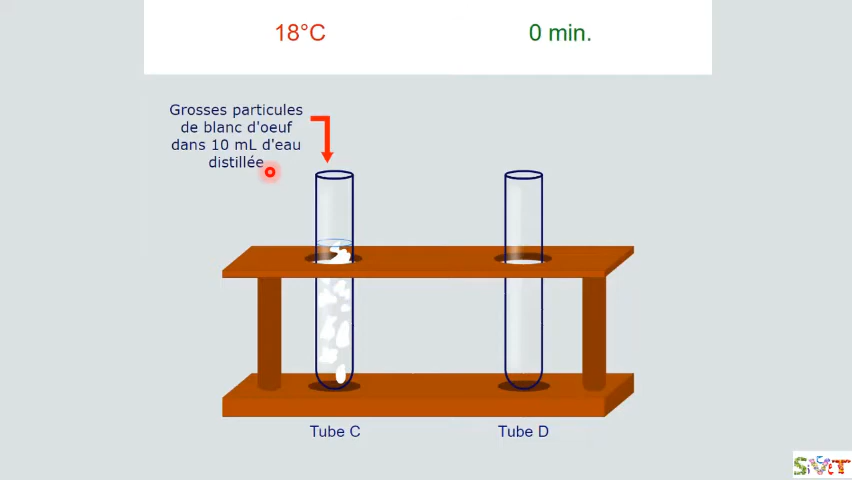 18°C
0 min.
Grosses particules
de blanc d'oeuf
dans 10 mL d'eau
distillée
Tube C
Tube D